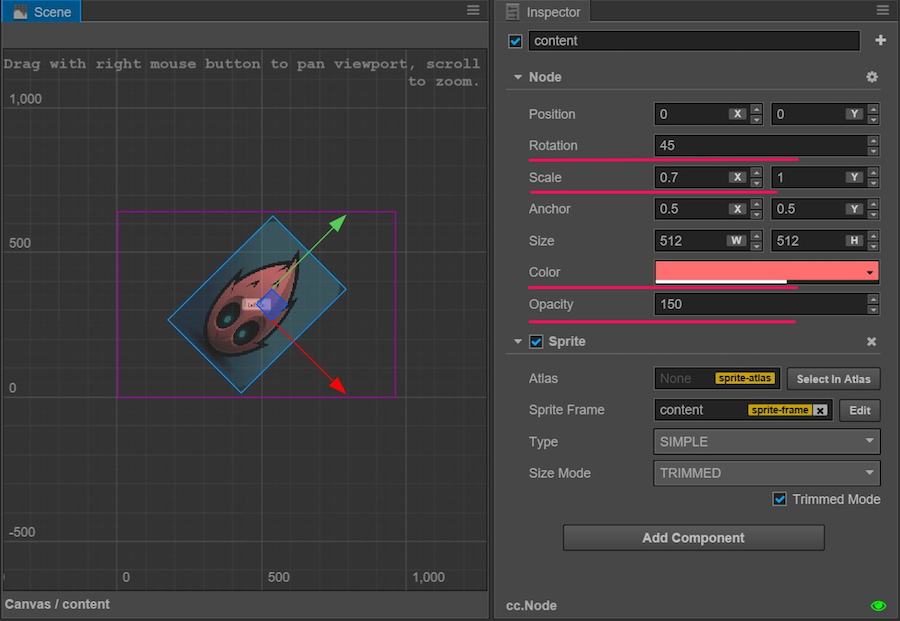 Scene
Drag with right mouse button to pan viewport, scroll
to zoom.
1,000
500
0
-500
0 500 1,000
Canvas / content
Inspector
content
Node
Position 0 X 0 Y
Rotation 45
Scale 0.7 X 1 Y
Anchor 0.5 X 0.5 Y
Size 512 W 512 H
Color
Opacity 150
Sprite
Atlas None sprite-atlas Select In Atlas
Sprite Frame content sprite-frame x Edit
Type SIMPLE
Size Mode TRIMMED
Trimmed Mode
Add Component
cc.Node